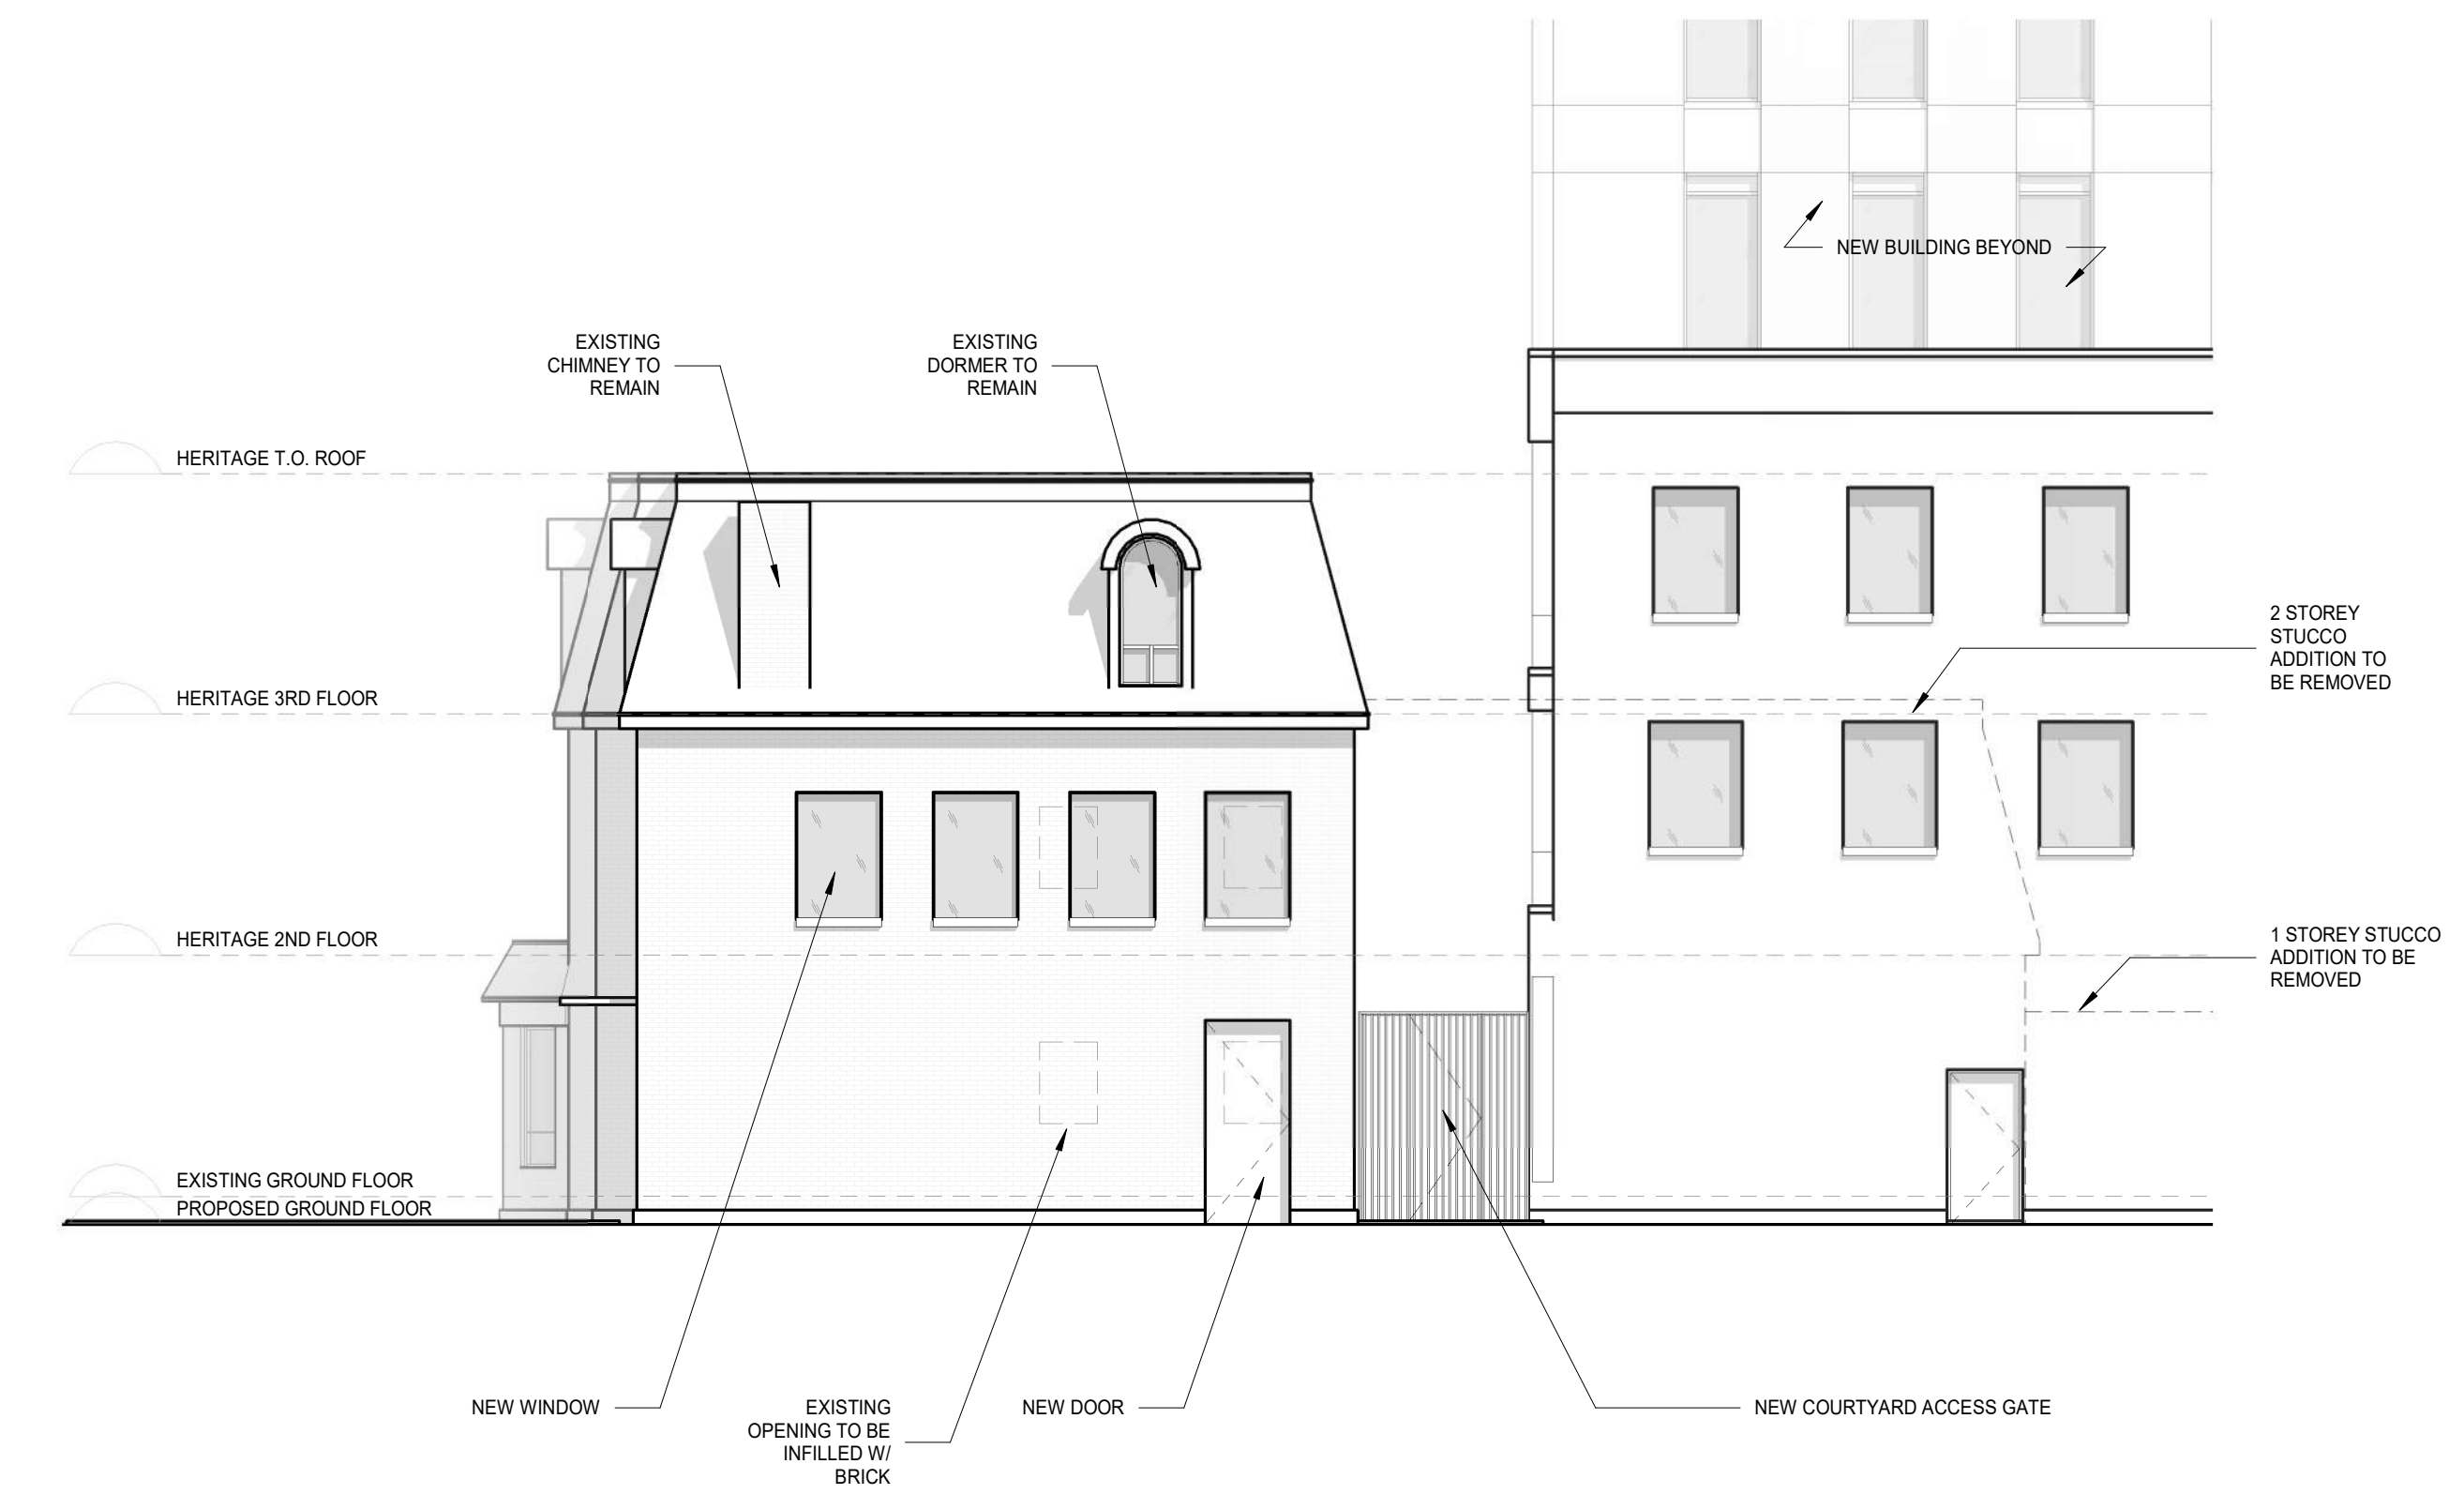 NEW BUILDING BEYOND
EXISTING
CHIMNEY TO
REMAIN
EXISTING
DORMER TO
REMAIN
HERITAGE T.O. ROOF
2 STOREY
STUCCO
ADDITION TO
BE REMOVED
HERITAGE 3RD FLOOR
HERITAGE 2ND FLOOR
1 STOREY STUCCO
ADDITION TO BE
REMOVED
EXISTING GROUND FLOOR
PROPOSED GROUND FLOOR
NEW WINDOW
EXISTING
OPENING TO BE
INFILLED W/
BRICK
NEW DOOR
NEW COURTYARD ACCESS GATE